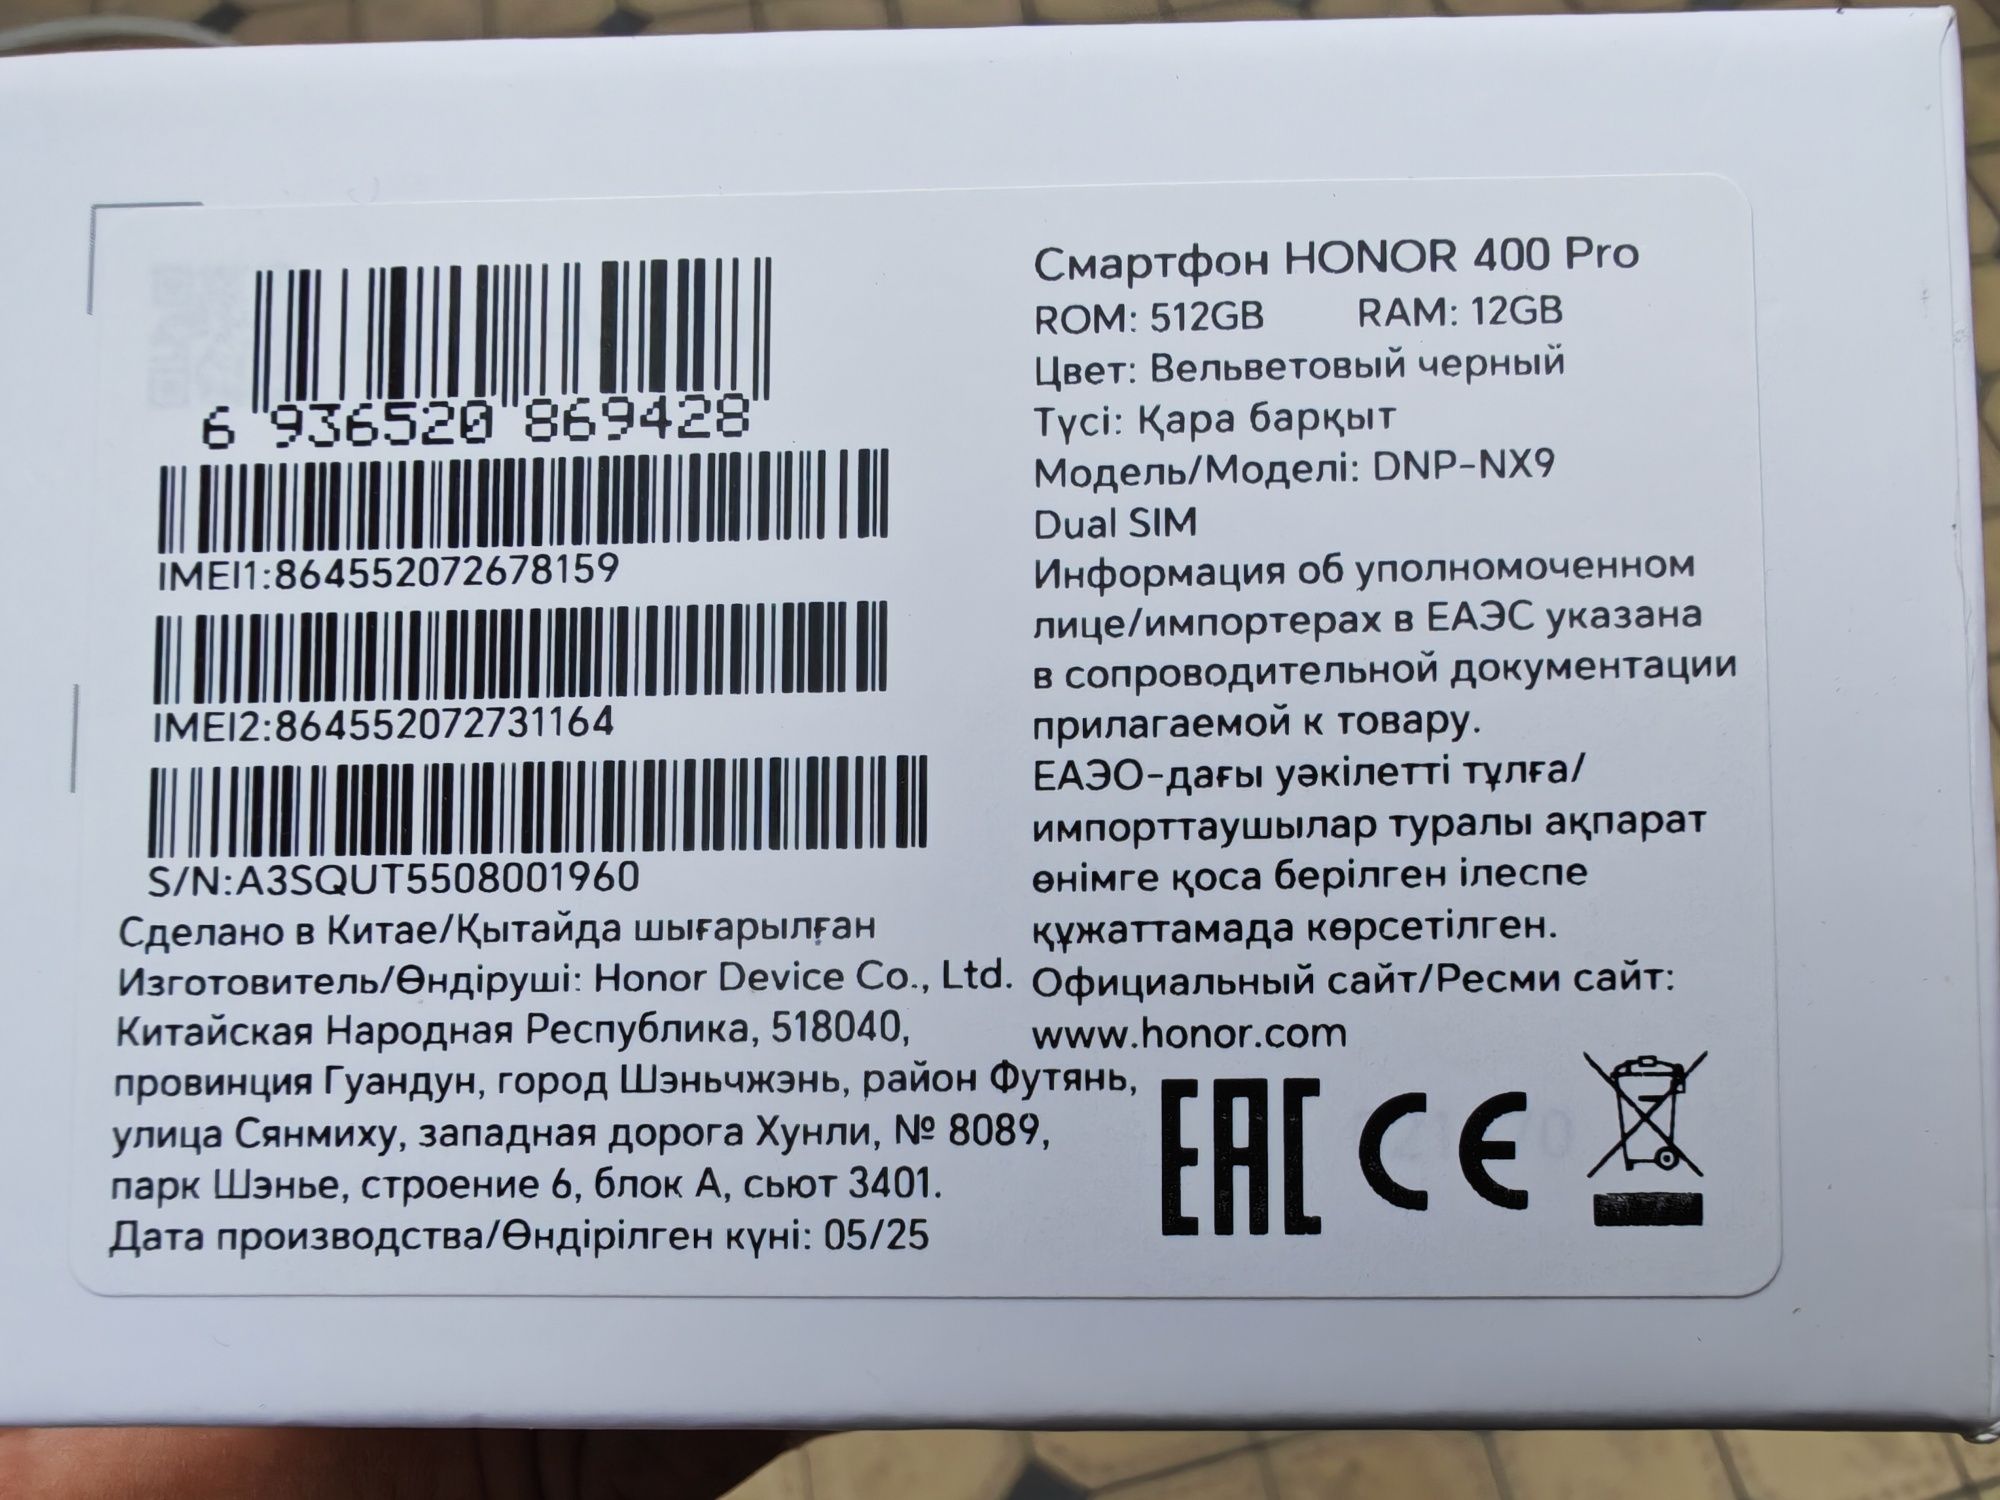 6 936520 869428
IMEI1:864552072678159
IMEI2:864552072731164
S/N:A3SQUT5508001960
Сделано в Китае/Қытайда шығарылған
Изготовитель/Өндіруші: Honor Device Co., Ltd.
Китайская Народная Республика, 518040,
провинция Гуандун, город Шэньчжэнь, район Футянь,
улица Сянмиху, западная дорога Хунли, № 8089,
парк Шэнье, строение 6, блок А, сьют 3401.
Дата производства/Өндірілген күні: 05/25
Смартфон HONOR 400 Pro
ROM: 512GB RAM: 12GB
Цвет: Вельветовый черный
Түсі: Қара барқыт
Модель/Моделі: DNP-NX9
Dual SIM
Информация об уполномоченном
лице/импортерах в ЕАЭС указана
в сопроводительной документации
прилагаемой к товару.
ЕАЭО-дағы уәкілетті тұлға/
импорттаушылар туралы ақпарат
өнімге қоса берілген ілеспе
құжаттамада көрсетілген.
Официальный сайт/Ресми сайт:
www.honor.com
EAC CE